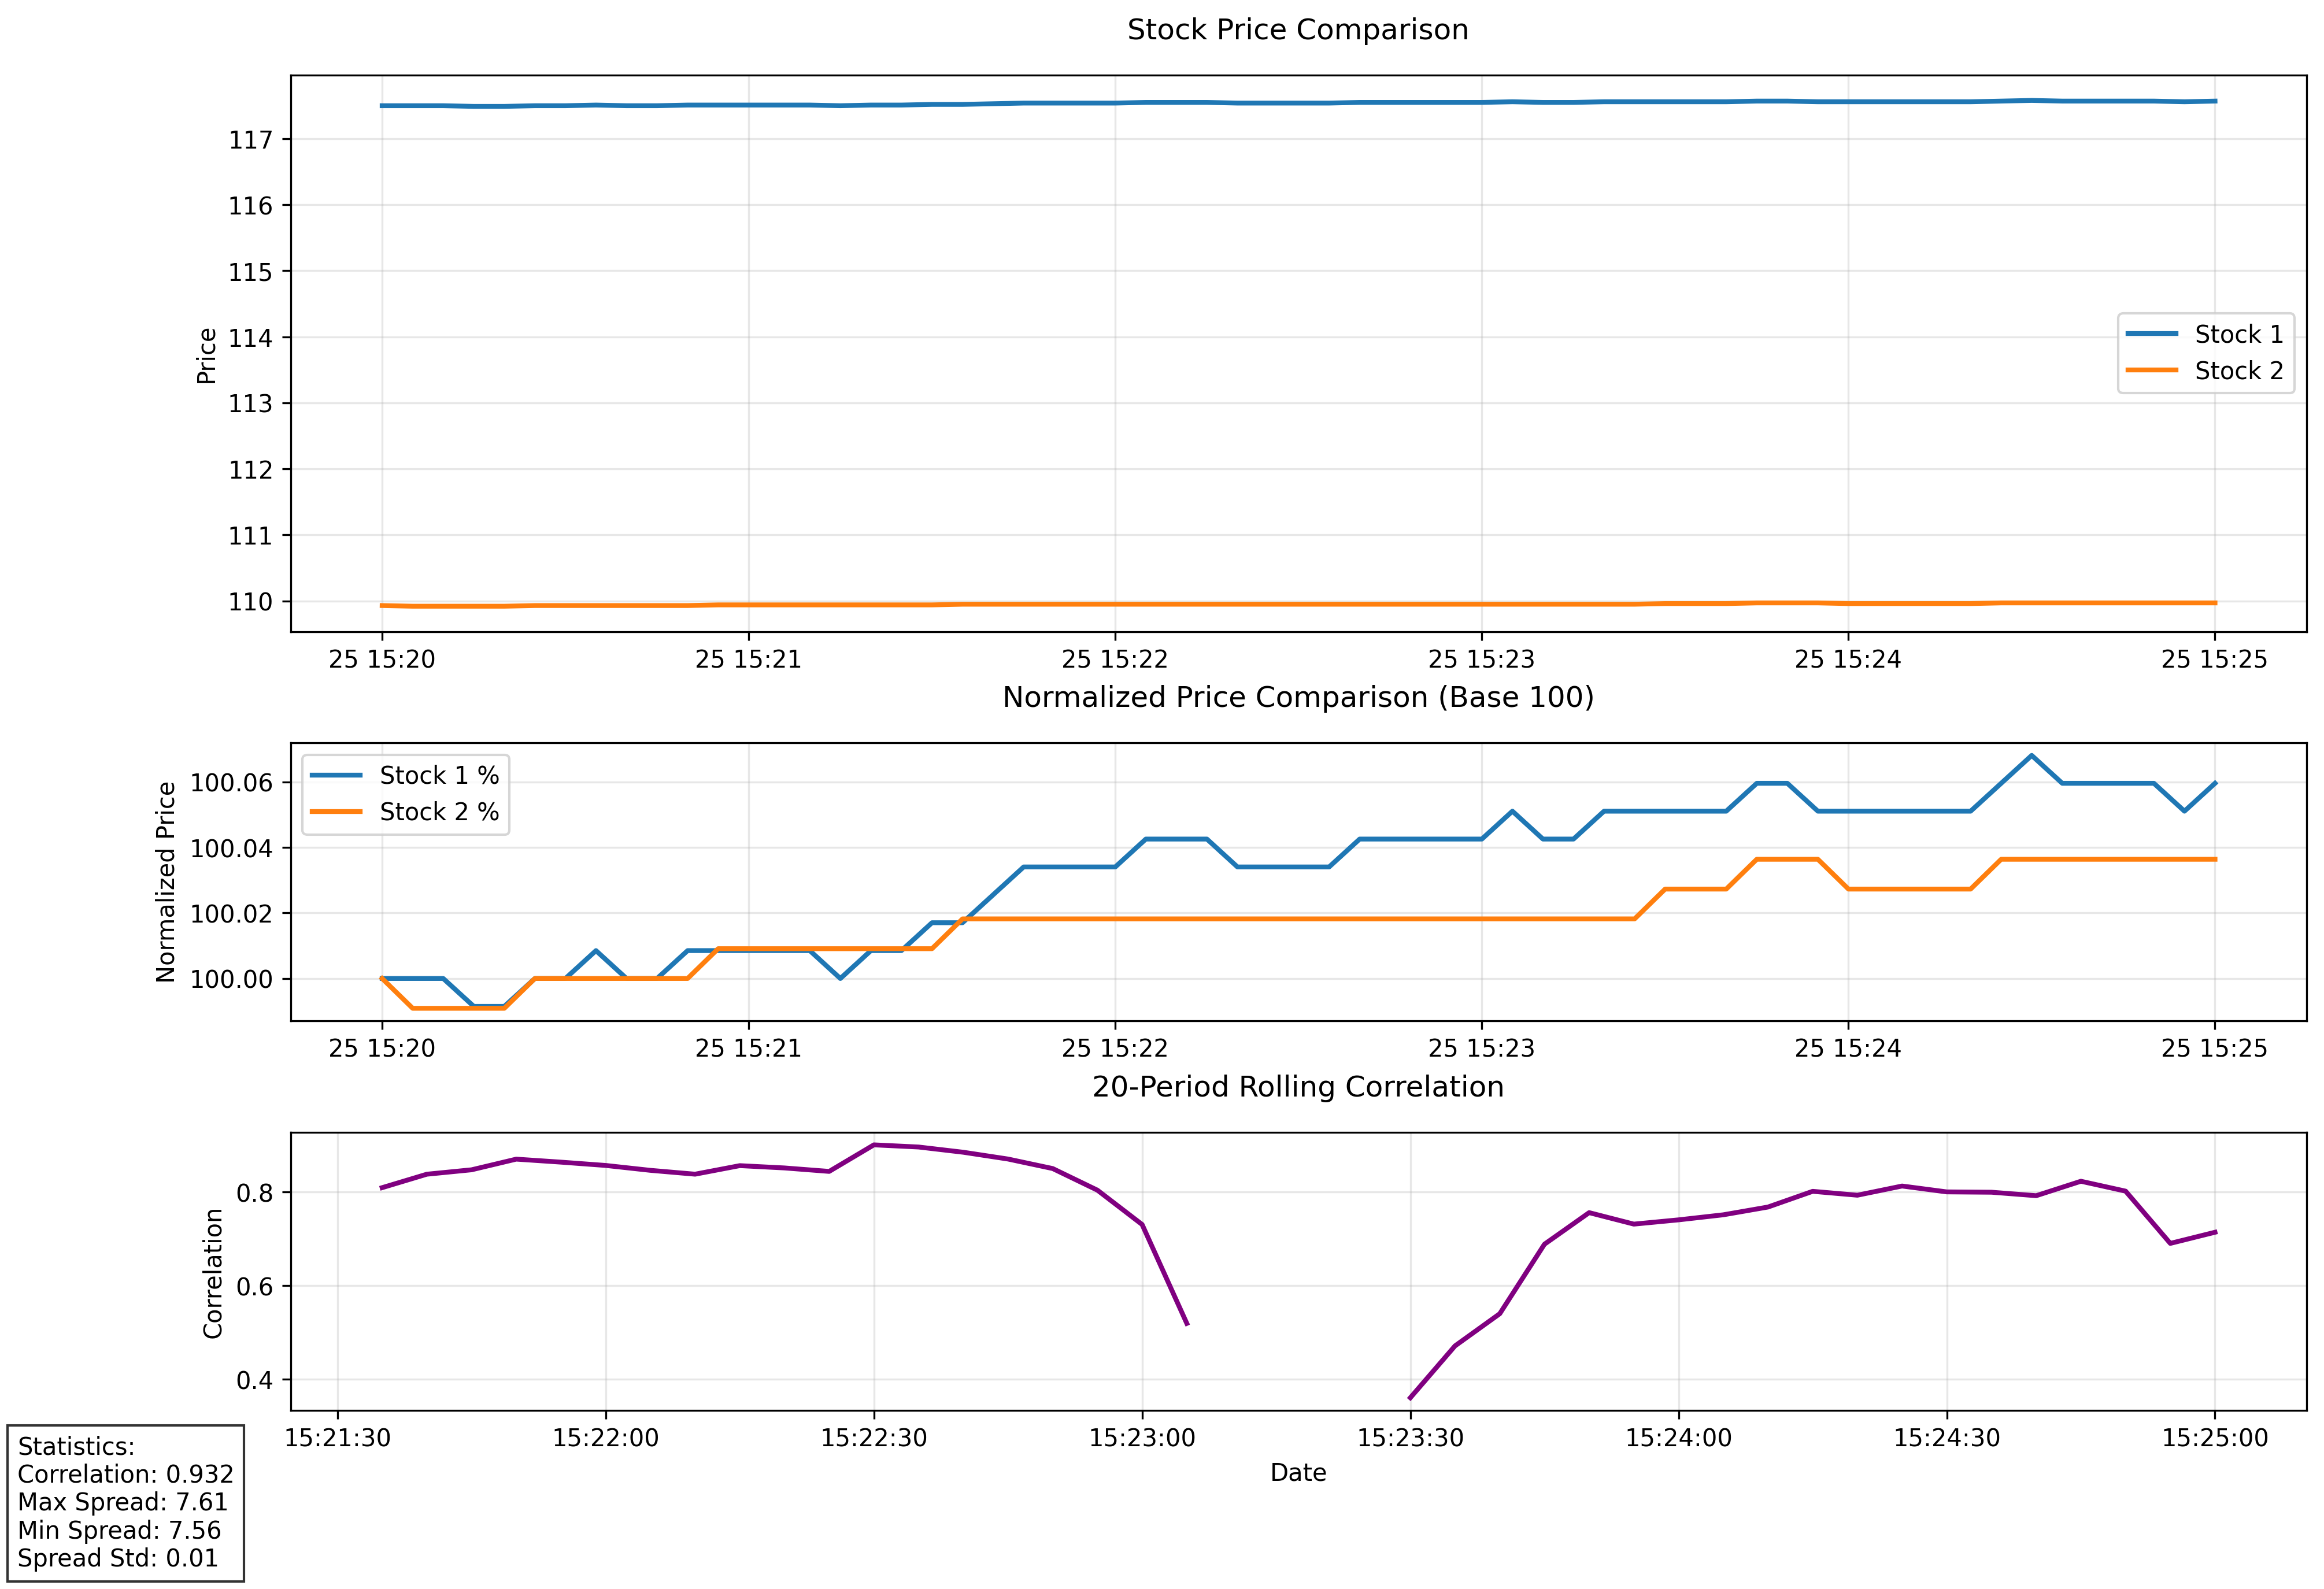 Stock Price Comparison
117
116
115
114
113
112
111
110
Price
Stock 1
Stock 2
25 15:20
25 15:21
25 15:22
25 15:23
25 15:24
25 15:25
Normalized Price Comparison (Base 100)
Stock 1 %
Stock 2 %
100.06
100.04
100.02
100.00
Normalized Price
25 15:20
25 15:21
25 15:22
25 15:23
25 15:24
25 15:25
20-Period Rolling Correlation
0.8
0.6
0.4
Correlation
15:21:30
15:22:00
15:22:30
15:23:00
15:23:30
15:24:00
15:24:30
15:25:00
Date
Statistics:
Correlation: 0.932
Max Spread: 7.61
Min Spread: 7.56
Spread Std: 0.01